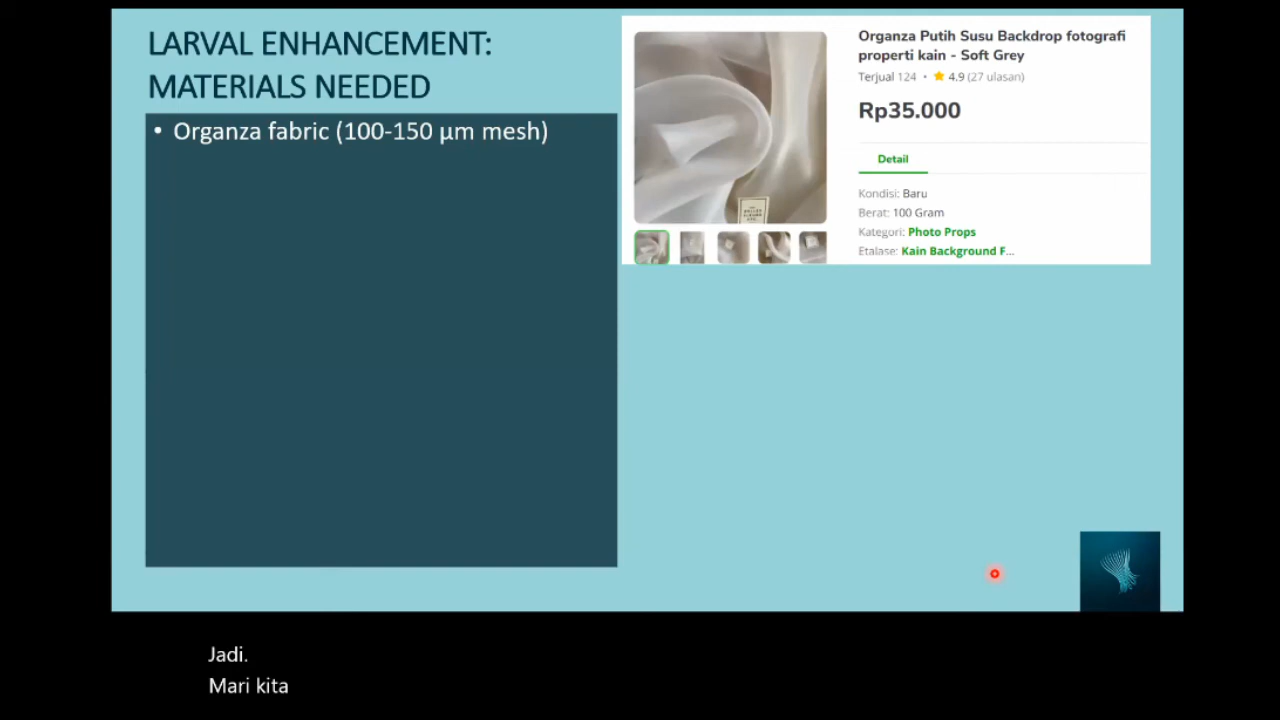 LARVAL ENHANCEMENT:
MATERIALS NEEDED
• Organza fabric (100-150 µm mesh)
Organza Putih Susu Backdrop fotografi
properti kain - Soft Grey
Terjual 124 • 4.9 (27 ulasan)
Rp35.000
Detail
Kondisi: Baru
Berat: 100 Gram
Kategori: Photo Props
Etalase: Kain Background F...
Jadi.
Mari kita